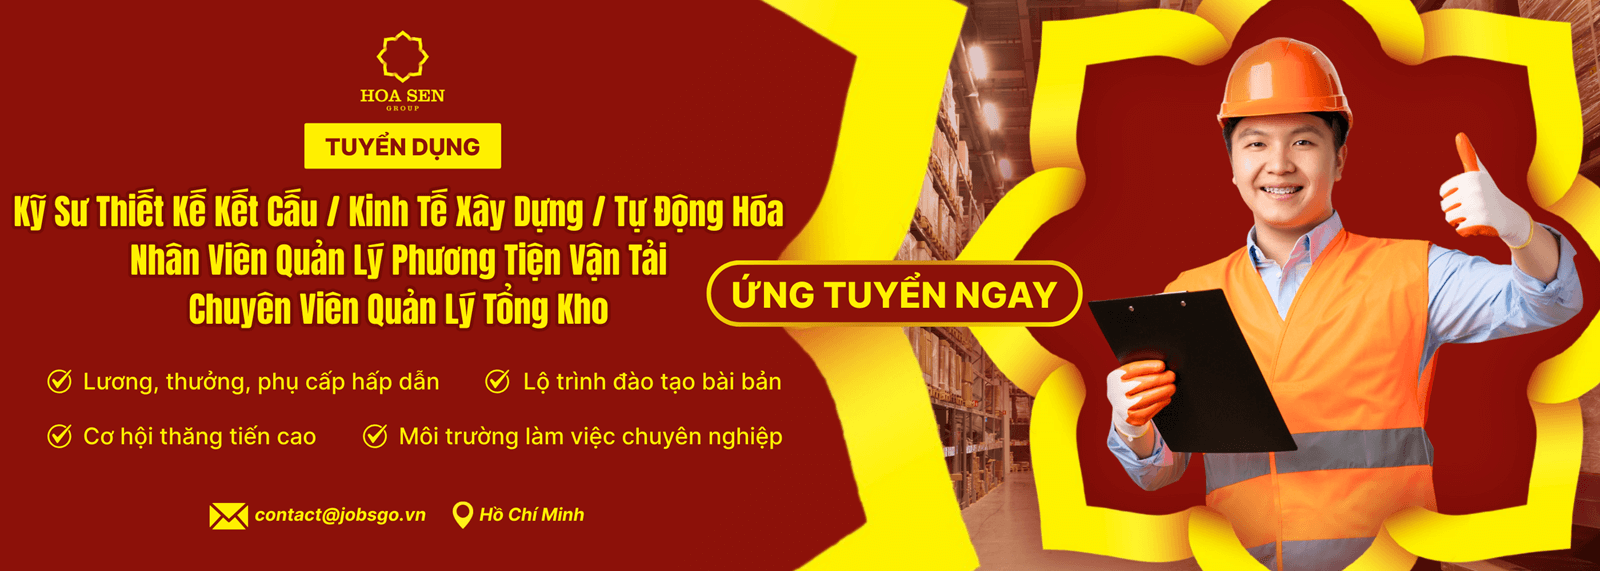 HOA SEN
GROUP
TUYỂN DỤNG
Kỹ Sư Thiết Kế Kết Cấu / Kinh Tế Xây Dựng / Tự Động Hóa
Nhân Viên Quản Lý Phương Tiện Vận Tải
Chuyên Viên Quản Lý Tổng Kho
ỨNG TUYỂN NGAY
Lương, thưởng, phụ cấp hấp dẫn
Lộ trình đào tạo bài bản
Cơ hội thăng tiến cao
Môi trường làm việc chuyên nghiệp
contact@jobsgo.vn
Hồ Chí Minh